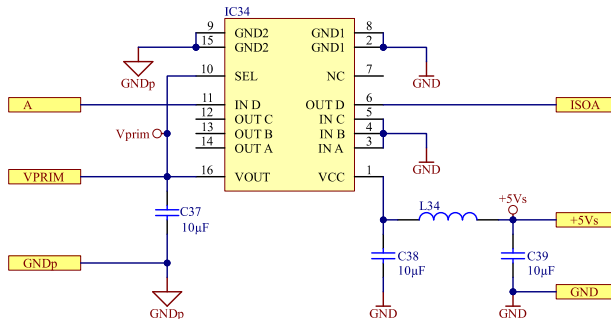 IC34
9 GND2 GND1 8
15 GND2 GND1 2
GNDp GND
10 SEL NC 7
A 11 IN D OUT D 6 ISOA
12 OUT C IN C 5
Vprim 13 OUT B IN B 4
14 OUT A IN A 3
GND
VPRIM 16 VOUT VCC 1
L34 +5Vs
C37 +5Vs
10µF
GNDp C38 C39
10µF 10µF
GND
GNDp GND GND